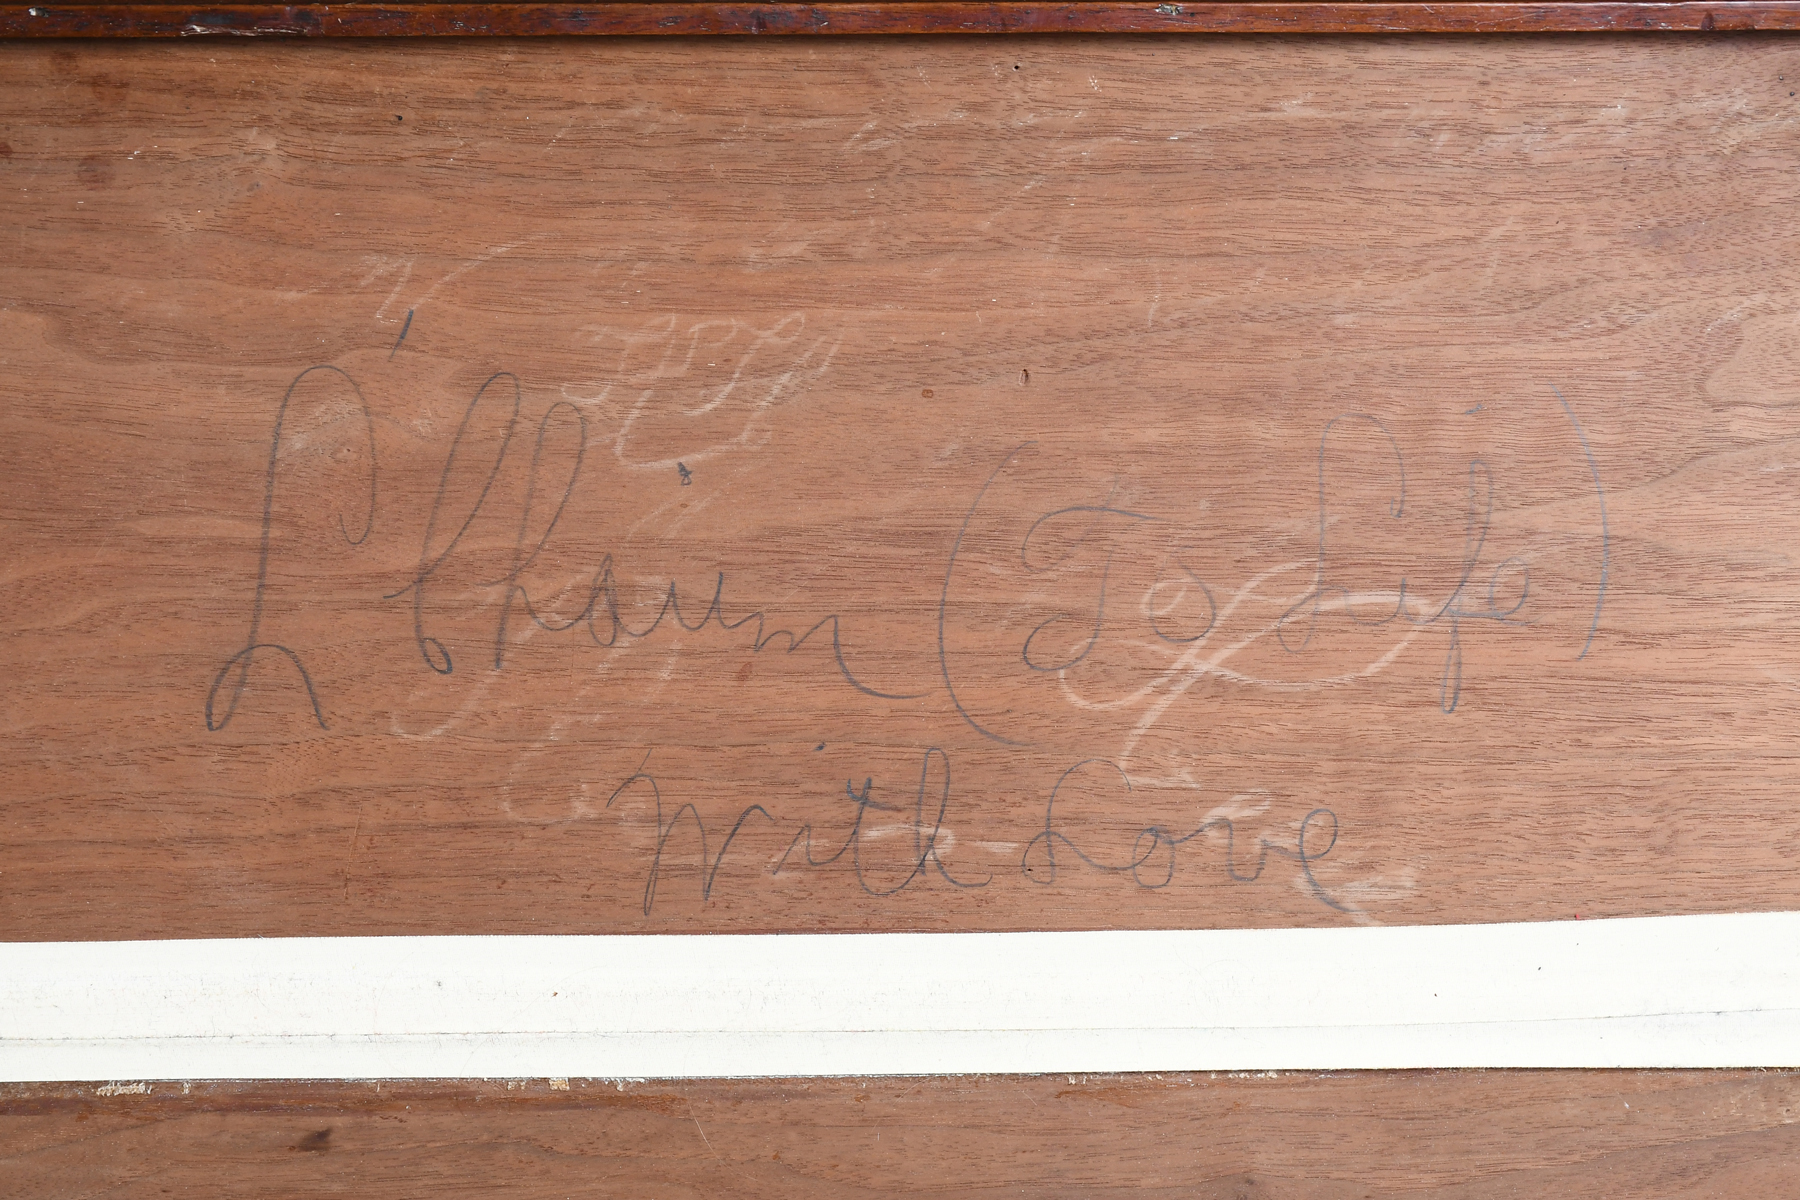 L'Chaim (To Life)
With Love